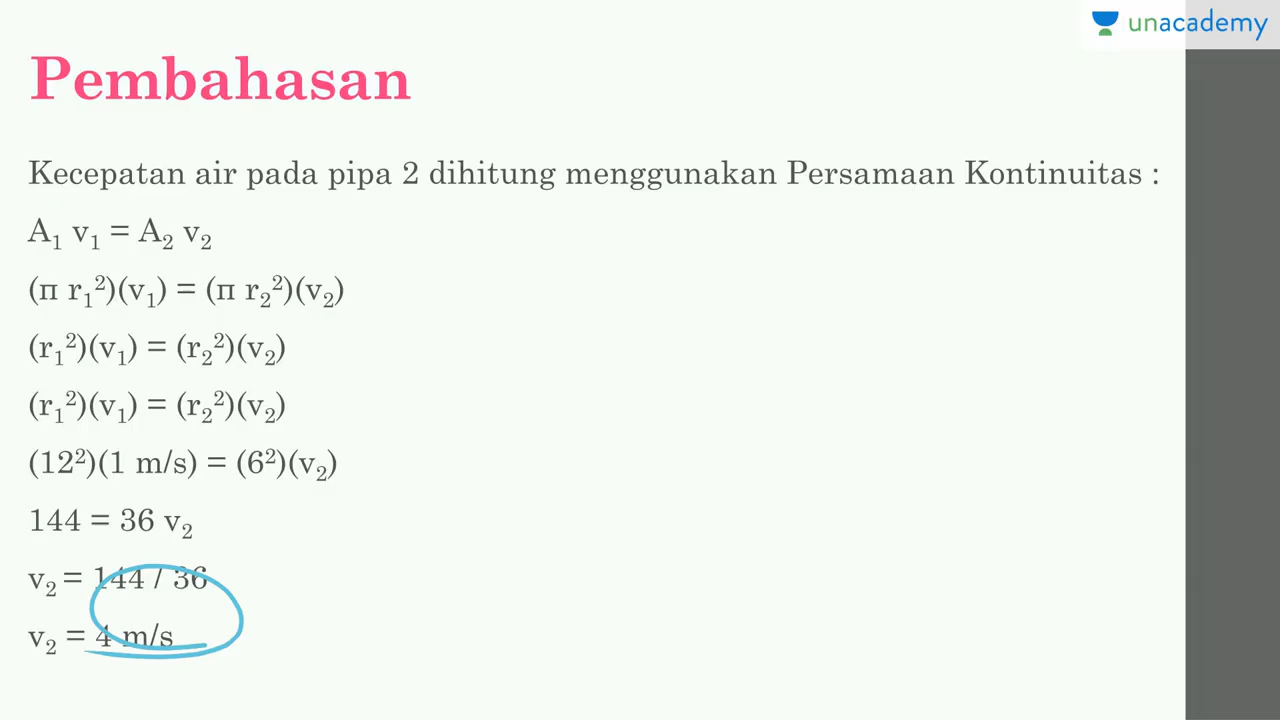 unacademy
Pembahasan
Kecepatan air pada pipa 2 dihitung menggunakan Persamaan Kontinuitas :
A₁ v₁ = A₂ v₂
(п r₁²)(v₁) = (п r₂²)(v₂)
(r₁²)(v₁) = (r₂²)(v₂)
(r₁²)(v₁) = (r₂²)(v₂)
(12²)(1 m/s) = (6²)(v₂)
144 = 36 v₂
v₂ = 144 / 36
v₂ = 4 m/s